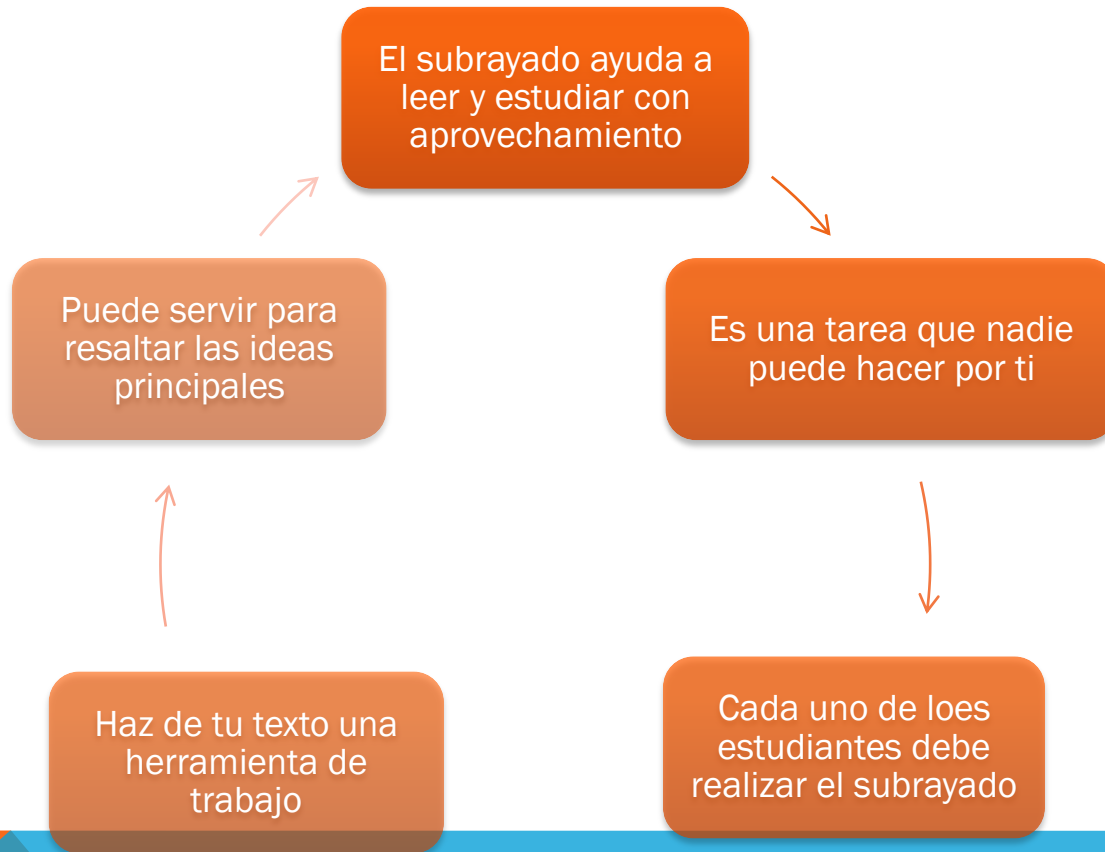 El subrayado ayuda a
leer y estudiar con
aprovechamiento
Es una tarea que nadie
puede hacer por ti
Cada uno de loes
estudiantes debe
realizar el subrayado
Haz de tu texto una
herramienta de
trabajo
Puede servir para
resaltar las ideas
principales